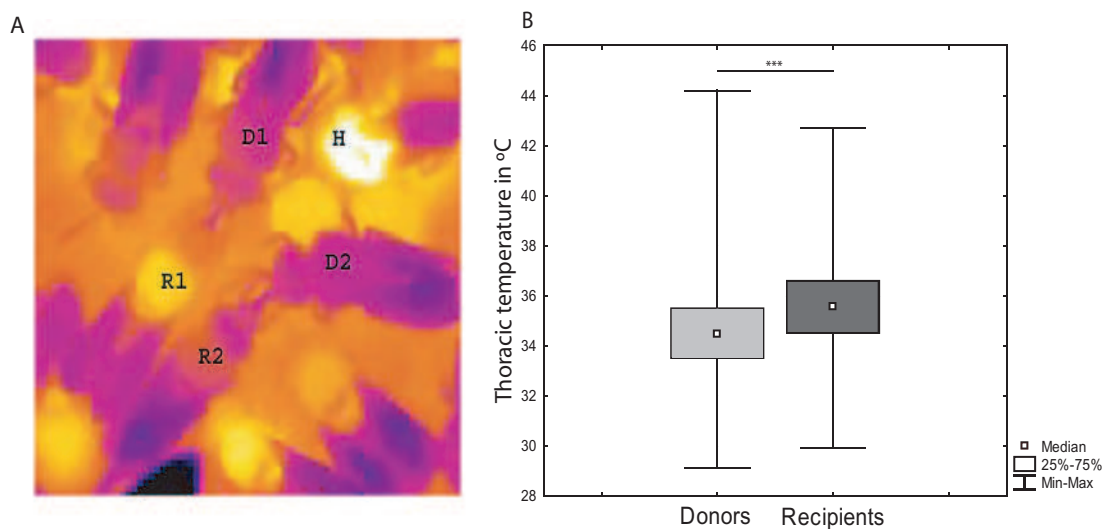 A
D1
H
D2
R1
R2
B
Thoracic temperature in ºC
46
44
42
40
38
36
34
32
30
28
***
Donors Recipients
Median
25%-75%
Min-Max